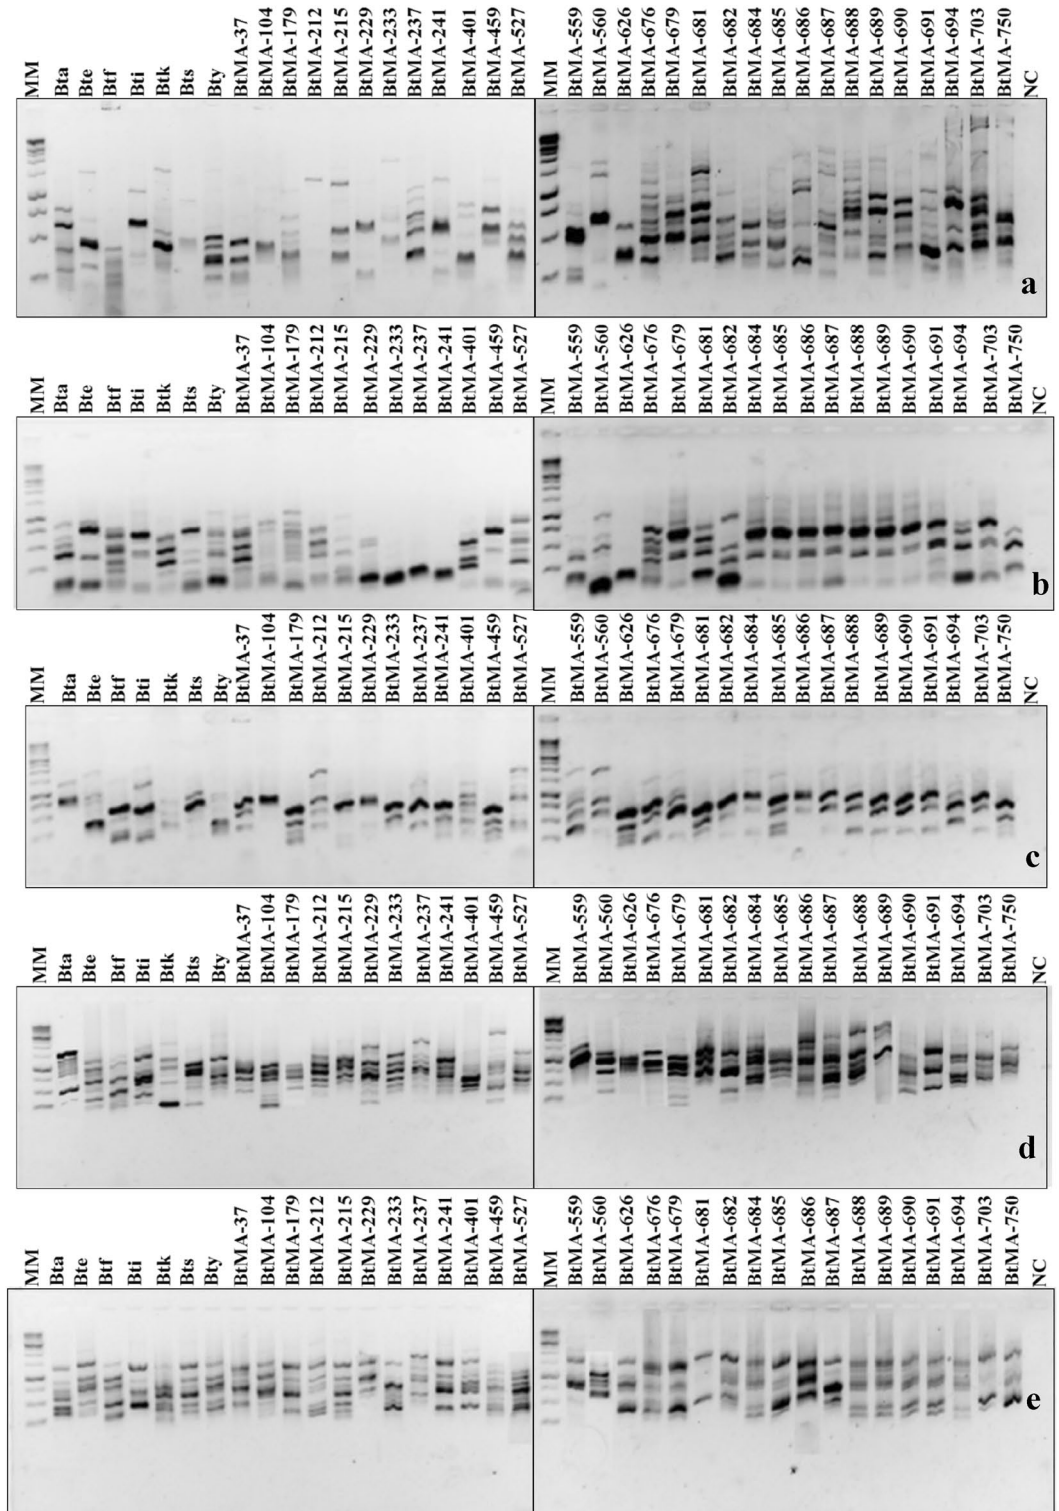 MM Bta Bte Btf Bti Btk Bts Bty BtMA-37 BtMA-104 BtMA-179 BtMA-212 BtMA-215 BtMA-229 BtMA-233 BtMA-237 BtMA-241 BtMA-401 BtMA-459 BtMA-527 MM BtMA-559 BtMA-560 BtMA-626 BtMA-676 BtMA-679 BtMA-681 BtMA-682 BtMA-684 BtMA-685 BtMA-686 BtMA-687 BtMA-688 BtMA-689 BtMA-690 BtMA-691 BtMA-694 BtMA-703 BtMA-750 NC
a
MM Bta Bte Btf Bti Btk Bts Bty BtMA-37 BtMA-104 BtMA-179 BtMA-212 BtMA-215 BtMA-229 BtMA-233 BtMA-237 BtMA-241 BtMA-401 BtMA-459 BtMA-527 MM BtMA-559 BtMA-560 BtMA-626 BtMA-676 BtMA-679 BtMA-681 BtMA-682 BtMA-684 BtMA-685 BtMA-686 BtMA-687 BtMA-688 BtMA-689 BtMA-690 BtMA-691 BtMA-694 BtMA-703 BtMA-750 NC
b
MM Bta Bte Btf Bti Btk Bts Bty BtMA-37 BtMA-104 BtMA-179 BtMA-212 BtMA-215 BtMA-229 BtMA-233 BtMA-237 BtMA-241 BtMA-401 BtMA-459 BtMA-527 MM BtMA-559 BtMA-560 BtMA-626 BtMA-676 BtMA-679 BtMA-681 BtMA-682 BtMA-684 BtMA-685 BtMA-686 BtMA-687 BtMA-688 BtMA-689 BtMA-690 BtMA-691 BtMA-694 BtMA-703 BtMA-750 NC
c
MM Bta Bte Btf Bti Btk Bts Bty BtMA-37 BtMA-104 BtMA-179 BtMA-212 BtMA-215 BtMA-229 BtMA-233 BtMA-237 BtMA-241 BtMA-401 BtMA-459 BtMA-527 MM BtMA-559 BtMA-560 BtMA-626 BtMA-676 BtMA-679 BtMA-681 BtMA-682 BtMA-684 BtMA-685 BtMA-686 BtMA-687 BtMA-688 BtMA-689 BtMA-690 BtMA-691 BtMA-694 BtMA-703 BtMA-750 NC
d
MM Bta Bte Btf Bti Btk Bts Bty BtMA-37 BtMA-104 BtMA-179 BtMA-212 BtMA-215 BtMA-229 BtMA-233 BtMA-237 BtMA-241 BtMA-401 BtMA-459 BtMA-527 MM BtMA-559 BtMA-560 BtMA-626 BtMA-676 BtMA-679 BtMA-681 BtMA-682 BtMA-684 BtMA-685 BtMA-686 BtMA-687 BtMA-688 BtMA-689 BtMA-690 BtMA-691 BtMA-694 BtMA-703 BtMA-750 NC
e